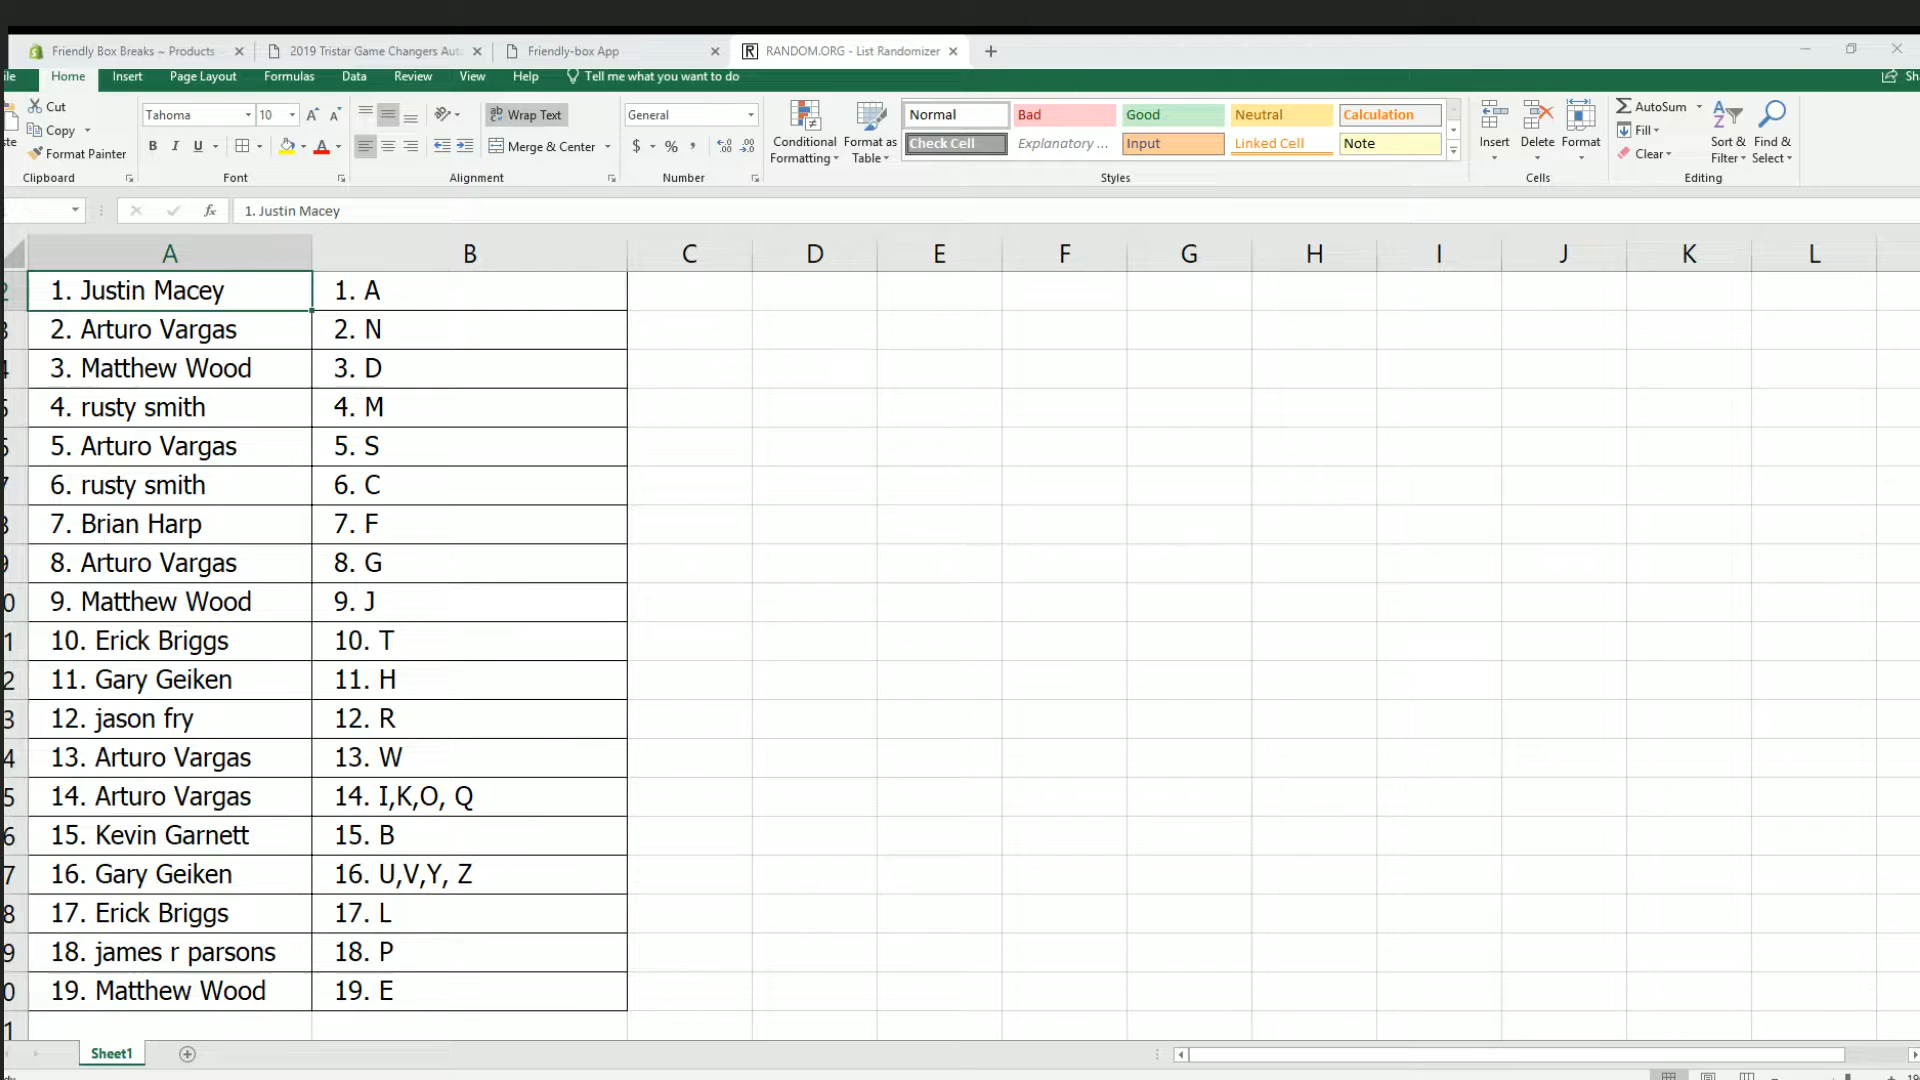 Friendly Box Breaks ~ Products
2019 Tristar Game Changers Aut
Friendly-box App
RANDOM.ORG - List Randomizer
Home Insert Page Layout Formulas Data Review View Help Tell me what you want to do
Cut
Copy
Format Painter
Clipboard
Tahoma 10
B I U
Font
Wrap Text
Merge & Center
Alignment
General
$ % ,
Number
Conditional Formatting
Format as Table
Normal Bad Good Neutral Calculation
Check Cell Explanatory ... Input Linked Cell Note
Styles
Insert Delete Format
Cells
AutoSum
Fill
Clear
Sort & Filter
Find & Select
Editing
fx 1. Justin Macey
A B C D E F G H I J K L
1. Justin Macey 1. A
2. Arturo Vargas 2. N
3. Matthew Wood 3. D
4. rusty smith 4. M
5. Arturo Vargas 5. S
6. rusty smith 6. C
7. Brian Harp 7. F
8. Arturo Vargas 8. G
9. Matthew Wood 9. J
10. Erick Briggs 10. T
11. Gary Geiken 11. H
12. jason fry 12. R
13. Arturo Vargas 13. W
14. Arturo Vargas 14. I,K,O, Q
15. Kevin Garnett 15. B
16. Gary Geiken 16. U,V,Y, Z
17. Erick Briggs 17. L
18. james r parsons 18. P
19. Matthew Wood 19. E
Sheet1